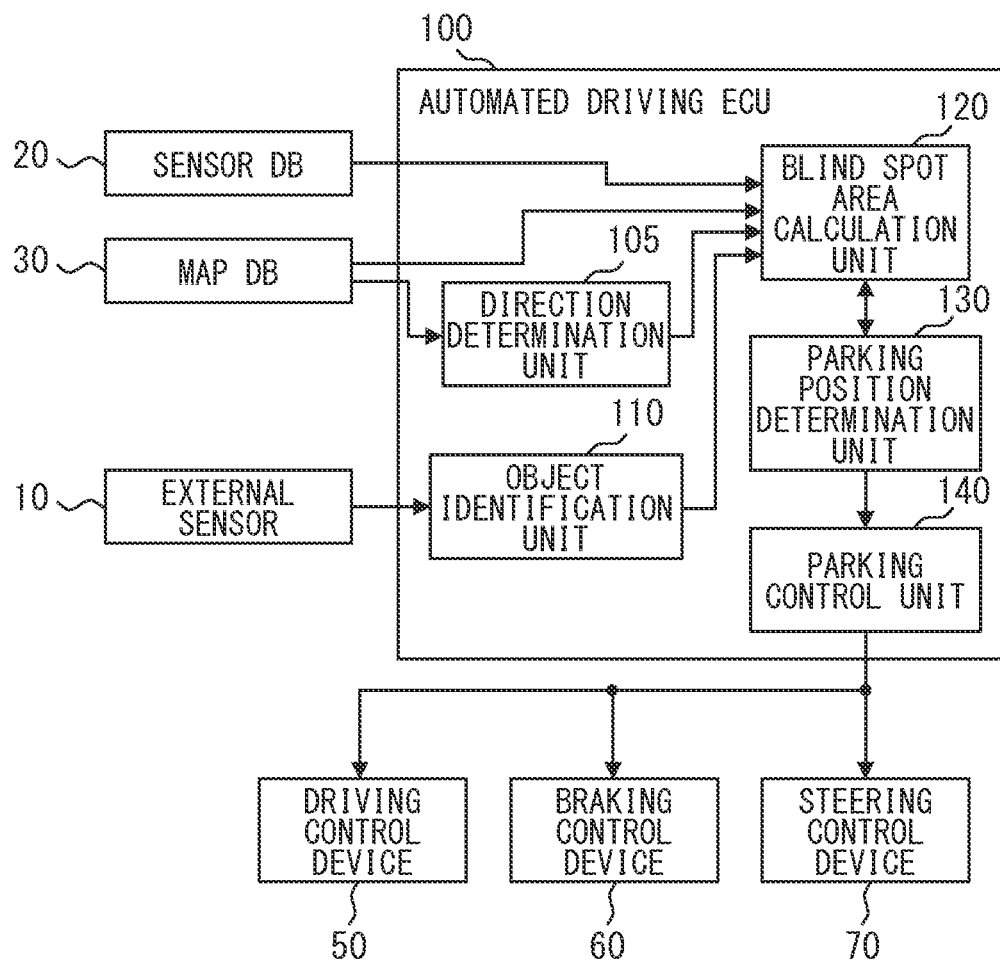 100
AUTOMATED DRIVING ECU
120
20
SENSOR DB
BLIND SPOT
AREA
CALCULATION
UNIT
30
MAP DB
105
DIRECTION
DETERMINATION
UNIT
130
PARKING
POSITION
DETERMINATION
UNIT
110
10
EXTERNAL
SENSOR
OBJECT
IDENTIFICATION
UNIT
140
PARKING
CONTROL UNIT
DRIVING
CONTROL
DEVICE
BRAKING
CONTROL
DEVICE
STEERING
CONTROL
DEVICE
50
60
70